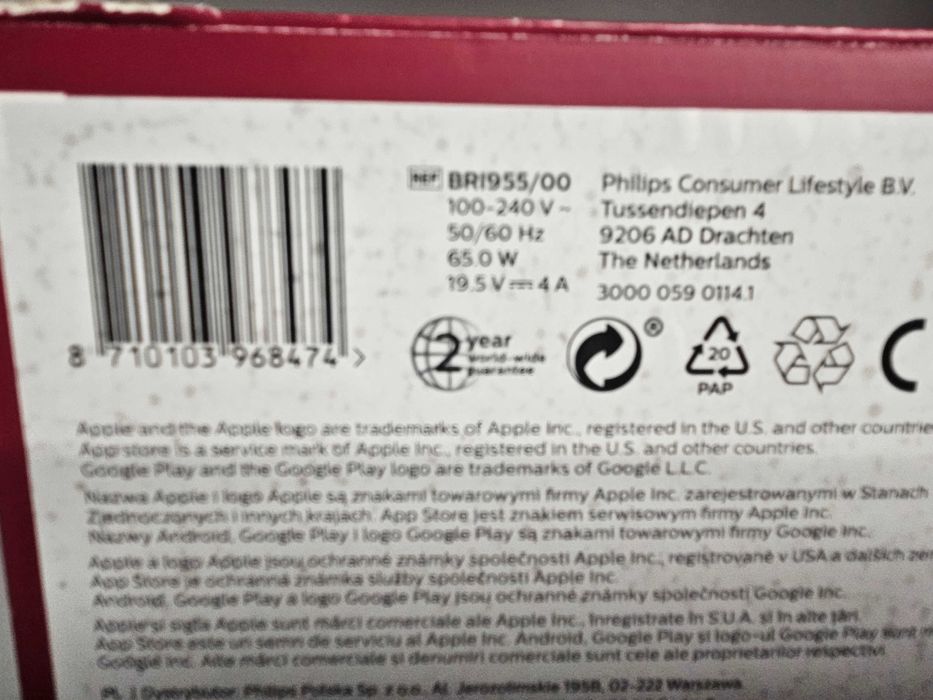 REF BRI955/00
100-240 V ~
50/60 Hz
65.0 W
19.5 V ⎓ 4 A
Philips Consumer Lifestyle B.V.
Tussendiepen 4
9206 AD Drachten
The Netherlands
3000 059 0114.1
8 710103 968474 >
2 year
world-wide
guarantee
®
20
PAP
CE
Apple and the Apple logo are trademarks of Apple Inc., registered in the U.S. and other countrie
App store is a service mark of Apple Inc., registered in the U.S. and other countries.
Google Play and the Google Play logo are trademarks of Google L.L.C.
Nazwa Apple i logo Apple są znakami towarowymi firmy Apple Inc. zarejestrowanymi w Stanach
Zjednoczonych i innych krajach. App Store jest znakiem serwisowym firmy Apple Inc.
Nazwy Android, Google Play i logo Google Play są znakami towarowymi firmy Google Inc.
Apple a logo Apple jsou ochranné známky společnosti Apple Inc., registrované v USA a dalších ze
App Store je ochranná známka služby společnosti Apple Inc.
Android, Google Play a logo Google Play jsou ochranné známky společnosti Google Inc.
Apple și sigla Apple sunt mărci comerciale ale Apple Inc., înregistrate în S.U.A. și în alte țări.
App Store este un semn de serviciu al Apple Inc. Android, Google Play și logo-ul Google Play sunt
Google Inc. Alte mărci comerciale și denumiri comerciale sunt cele ale proprietarilor respectivi.
PL | Dystrybutor: Philips Polska Sp. z o.o., Al. Jerozolimskie 195B, 02-222 Warszawa